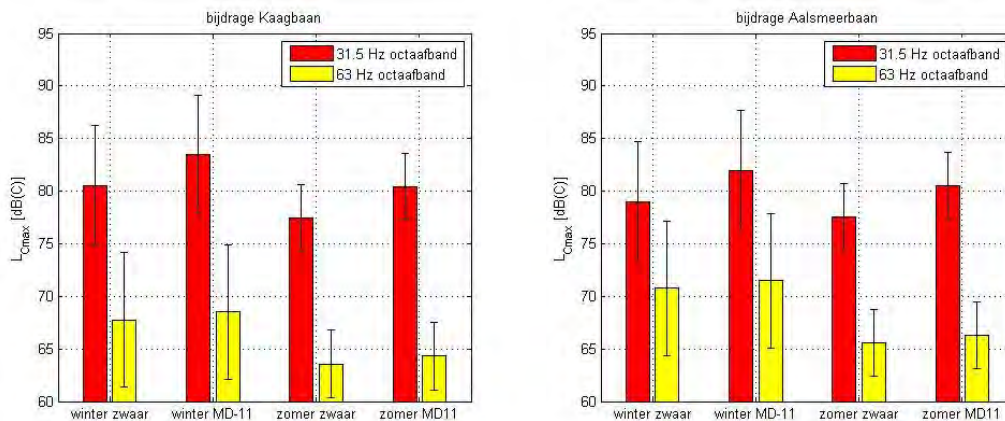 bijdrage Kaagbaan
95
90
85
80
75
70
65
60
L_Cmax [dB(C)]
31.5 Hz octaafband
63 Hz octaafband
winter zwaar
winter MD-11
zomer zwaar
zomer MD11
bijdrage Aalsmeerbaan
95
90
85
80
75
70
65
60
L_Cmax [dB(C)]
31.5 Hz octaafband
63 Hz octaafband
winter zwaar
winter MD-11
zomer zwaar
zomer MD11